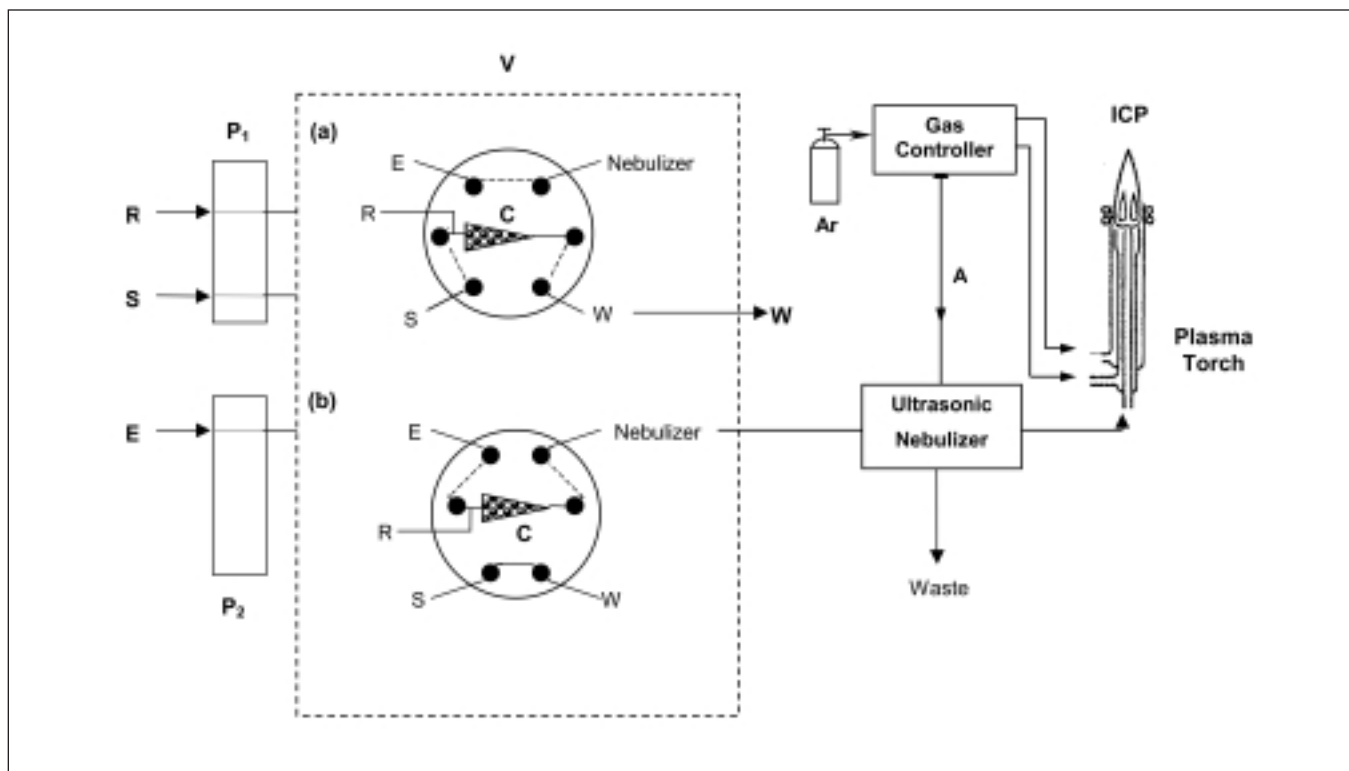 V
P1
(a)
E
Nebulizer
R
C
S
W
R
S
W
Gas
Controller
Ar
A
ICP
Plasma
Torch
Ultrasonic
Nebulizer
Waste
(b)
E
Nebulizer
R
C
S
W
E
P2